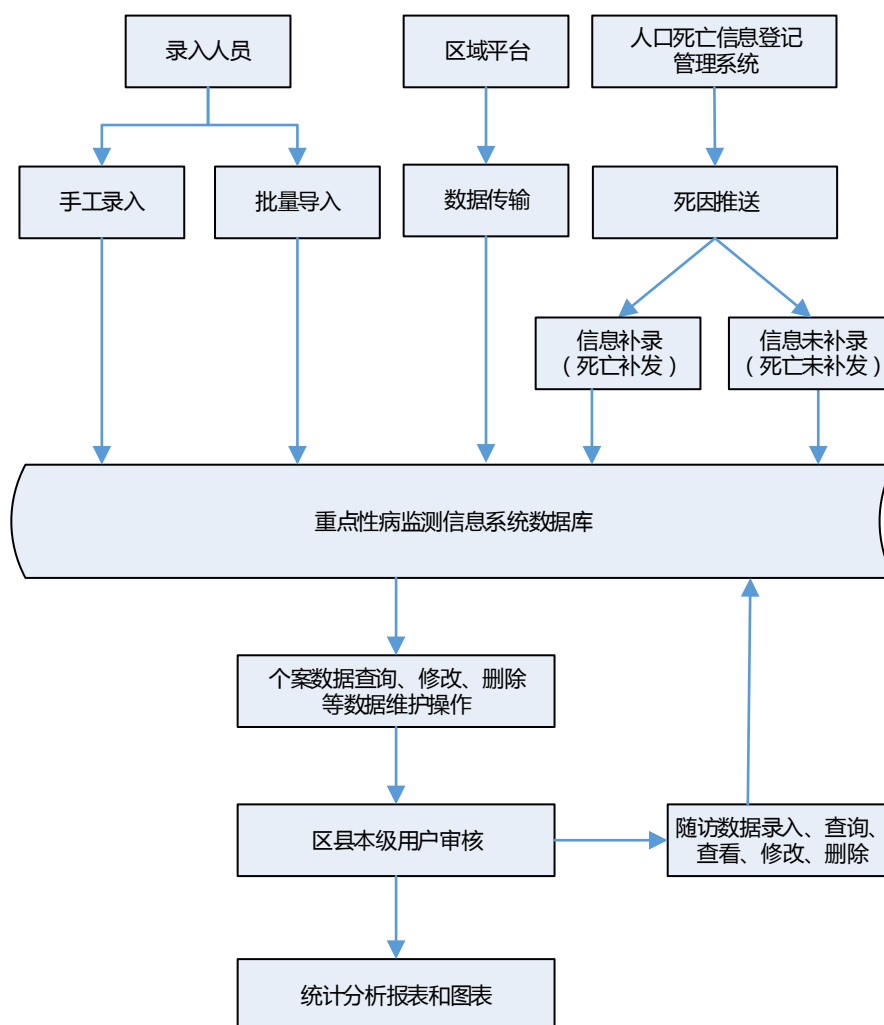 录入人员
区域平台
人口死亡信息登记
管理系统
手工录入
批量导入
数据传输
死因推送
信息补录
（死亡补发）
信息未补录
（死亡未补发）
重点性病监测信息系统数据库
个案数据查询、修改、删除
等数据维护操作
区县本级用户审核
随访数据录入、查询、
查看、修改、删除
统计分析报表和图表